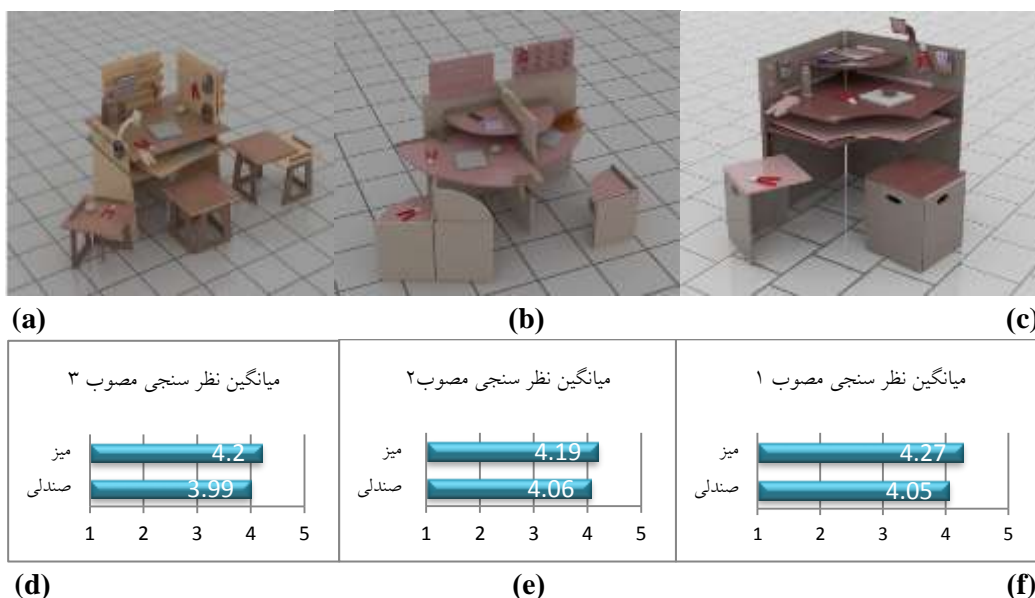 (a) (b) (c)
میانگین نظر سنجی مصوب ۳
میز 4.2
صندلی 3.99
1 2 3 4 5
میانگین نظر سنجی مصوب۲
میز 4.19
صندلی 4.06
1 2 3 4 5
میانگین نظر سنجی مصوب ۱
میز 4.27
صندلی 4.05
1 2 3 4 5
(d) (e) (f)